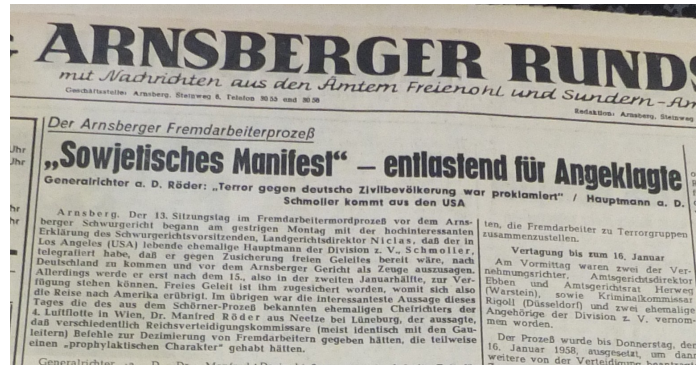 ARNSBERGER RUNDS
mit Nachrichten aus den Ämtern Freienohl und Sundern-
Geschäftsstelle: Arnsberg, Steinweg 8, Telefon 30 55 und 30 56
Redaktion: Arnsberg, Steinweg
Der Arnsberger Fremdarbeiterprozeß
„Sowjetisches Manifest“ – entlastend für Angeklagte
Generalrichter a. D. Röder: „Terror gegen deutsche Zivilbevölkerung war proklamiert“ / Hauptmann a. D.
Schmoller kommt aus den USA
Uhr
Uhr
hr
hr
Arnsberg. Der 13. Sitzungstag im Fremdarbeitermordprozeß vor dem Arns-
berger Schwurgericht begann am gestrigen Montag mit der hochinteressanten
Erklärung des Schwurgerichtsvorsitzenden, Landgerichtsdirektor Niclas, daß der in
Los Angeles (USA) lebende ehemalige Hauptmann der Division z. V., Schmoller,
telegrafiert habe, daß er gegen Zusicherung freien Geleites bereit wäre, nach
Deutschland zu kommen und vor dem Arnsberger Gericht als Zeuge auszusagen.
Allerdings werde er erst nach dem 15., also in der zweiten Januarhälfte, zur Ver-
fügung stehen können. Freies Geleit ist ihm zugesichert worden, womit sich also
die Reise nach Amerika erübrigt. Im übrigen war die interessanteste Aussage dieses
Tages die des aus dem Schörner-Prozeß bekannten ehemaligen Chefrichters der
4. Luftflotte in Wien, Dr. Manfred Röder aus Neetze bei Lüneburg, der aussagte,
daß verschiedentlich Reichsverteidigungskommissare (meist identisch mit den Gau-
leitern) Befehle zur Dezimierung von Fremdarbeitern gegeben hätten, die teilweise
einen „prophylaktischen Charakter“ gehabt hätten.
Generalrichter
ten, die Fremdarbeiter zu Terrorgruppen
zusammenzustellen.
Vertagung bis zum 16. Januar
Am Vormittag waren zwei der Ver-
nehmungsrichter, Amtsgerichtsdirektor
Ebben und Amtsgerichtsrat Herweg
(Warstein), sowie Kriminalkommissar
Rigoll (Düsseldorf) und zwei ehemalige
Angehörige der Division z. V. vernom-
men worden.
Der Prozeß wurde bis Donnerstag, den
16. Januar 1958, ausgesetzt, um dann
weitere von der Verteidigung